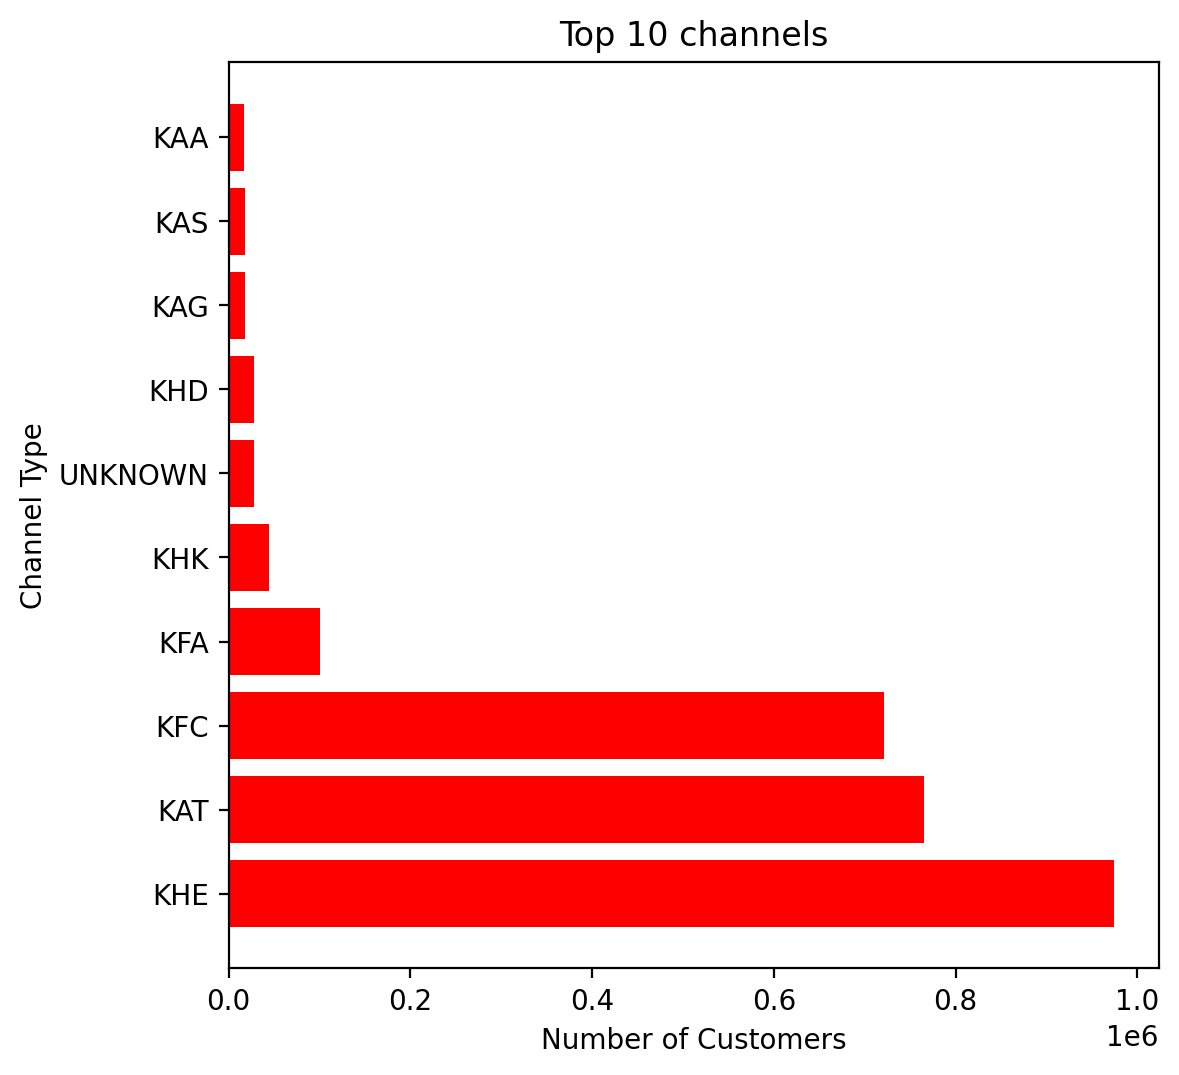 Top 10 channels
KAA
KAS
KAG
KHD
UNKNOWN
KHK
KFA
KFC
KAT
KHE
Channel Type
0.0 0.2 0.4 0.6 0.8 1.0
1e6
Number of Customers